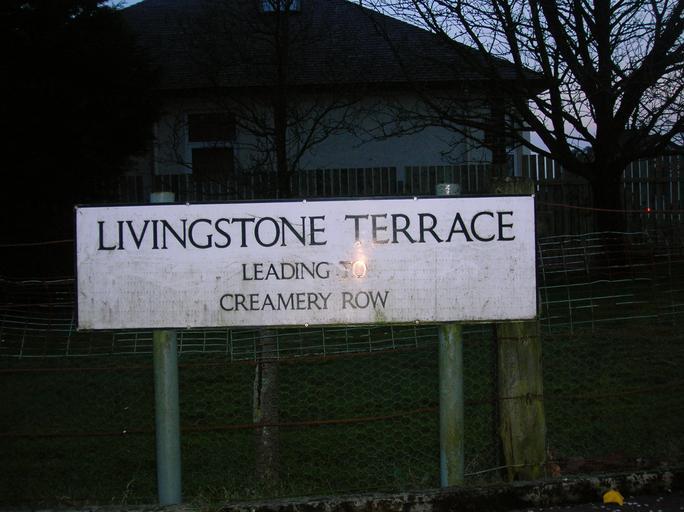 LIVINGSTONE TERRACE
LEADING TO
CREAMERY ROW